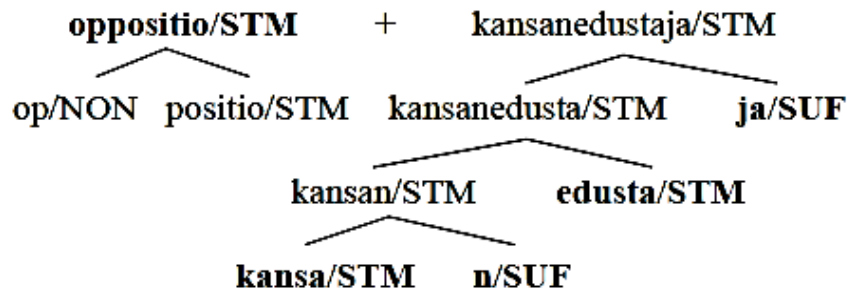 oppositio/STM + kansanedustaja/STM
op/NON positio/STM kansanedusta/STM ja/SUF
kansan/STM edusta/STM
kansa/STM n/SUF